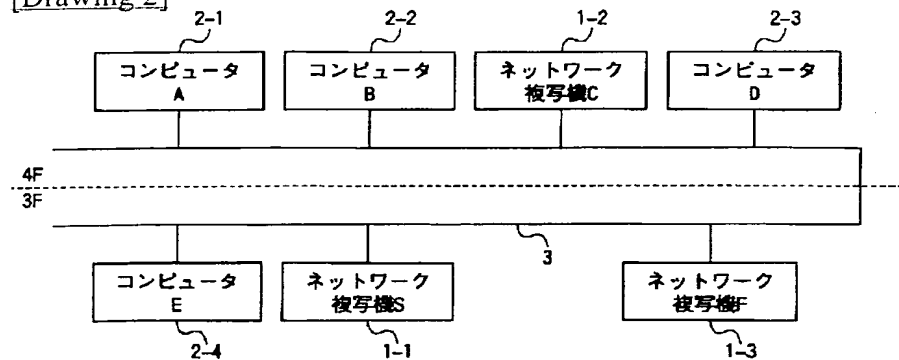 [Drawing 2]
2-1
2-2
1-2
2-3
コンピュータ
A
コンピュータ
B
ネットワーク
複写機C
コンピュータ
D
4F
3F
3
コンピュータ
E
ネットワーク
複写機S
ネットワーク
複写機F
2-4
1-1
1-3